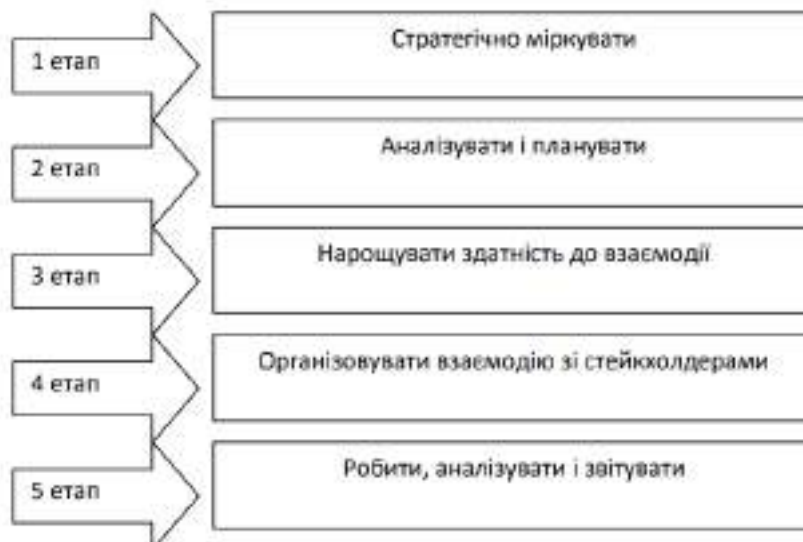 1 етап
Стратегічно міркувати
2 етап
Аналізувати і планувати
3 етап
Нарощувати здатність до взаємодії
4 етап
Організовувати взаємодію зі стейкхолдерами
5 етап
Робити, аналізувати і звітувати